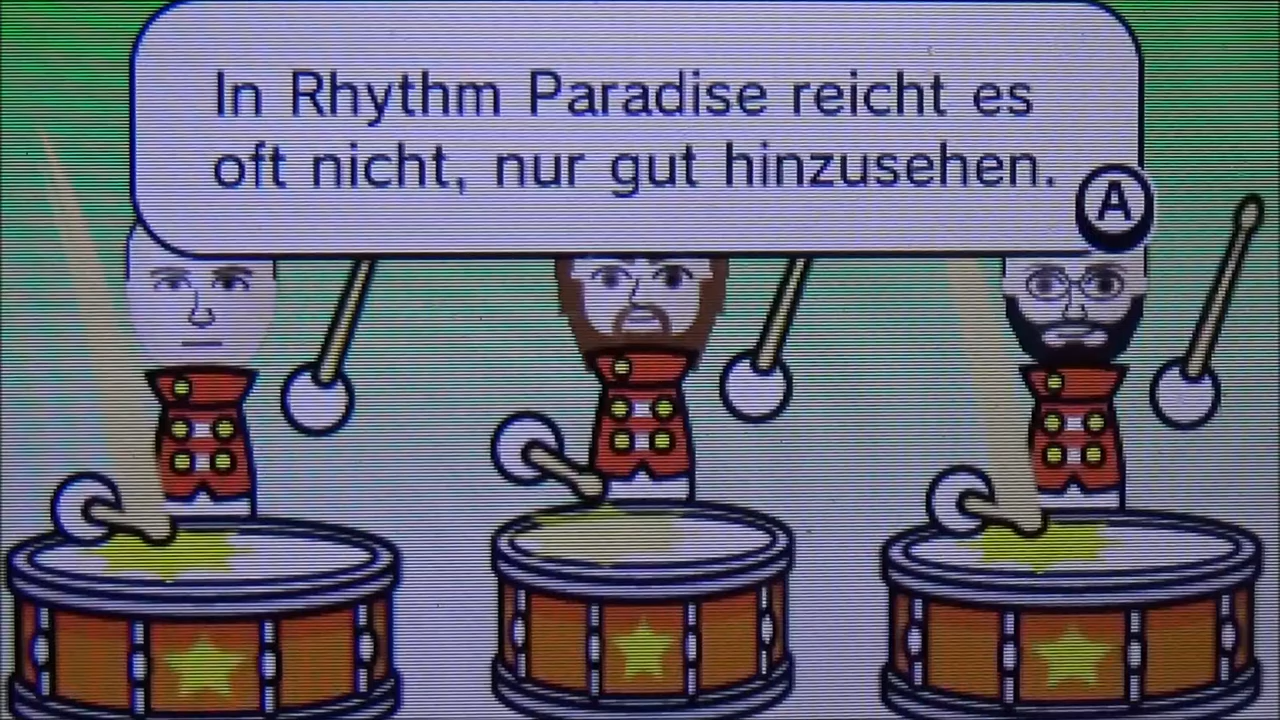 In Rhythm Paradise reicht es
oft nicht, nur gut hinzusehen.
A